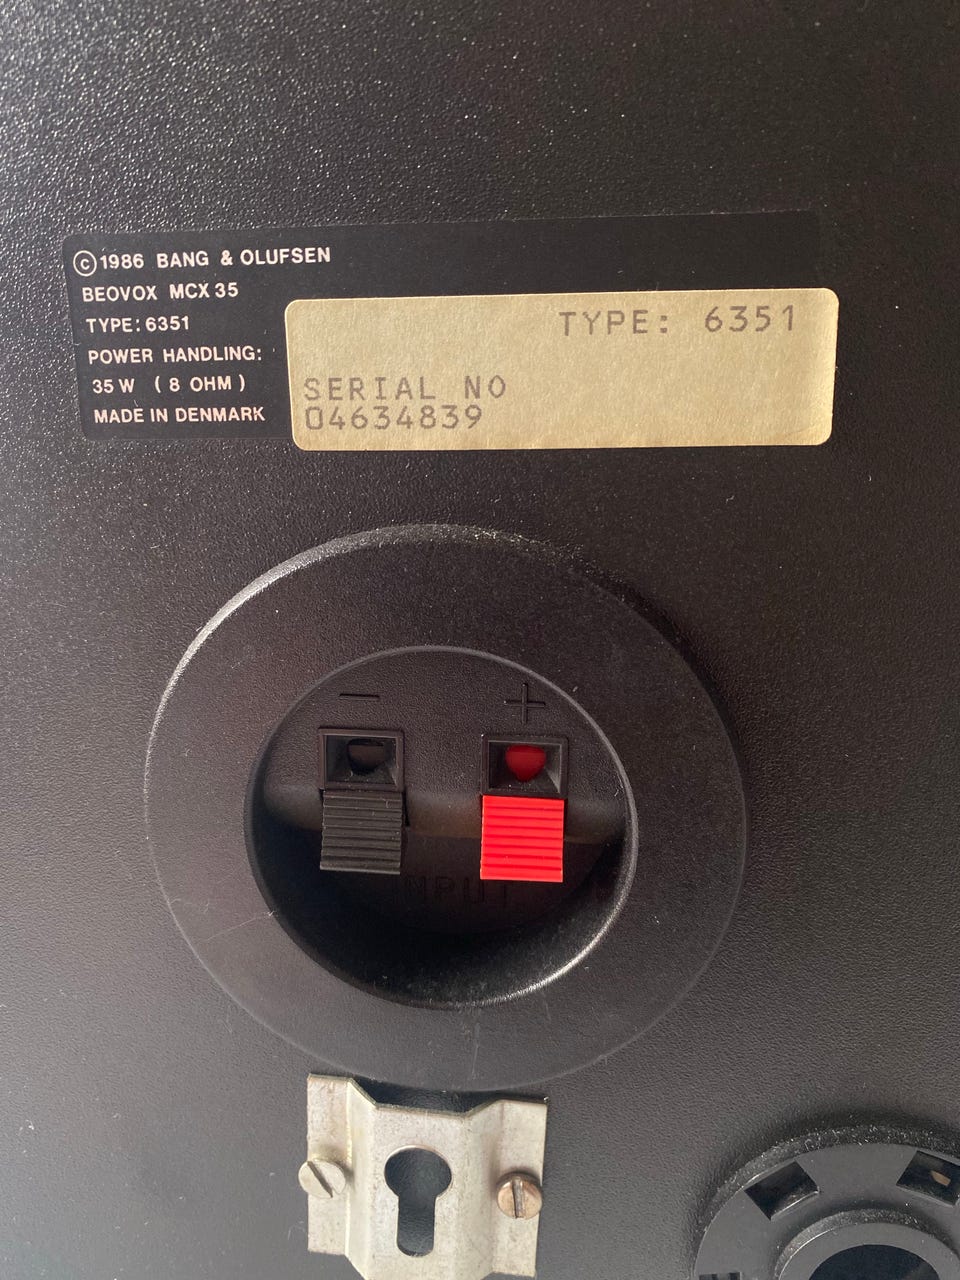 ©1986 BANG & OLUFSEN
BEOVOX MCX 35
TYPE: 6351
POWER HANDLING:
35 W ( 8 OHM )
MADE IN DENMARK
TYPE: 6351
SERIAL NO
04634839
− +
INPUT